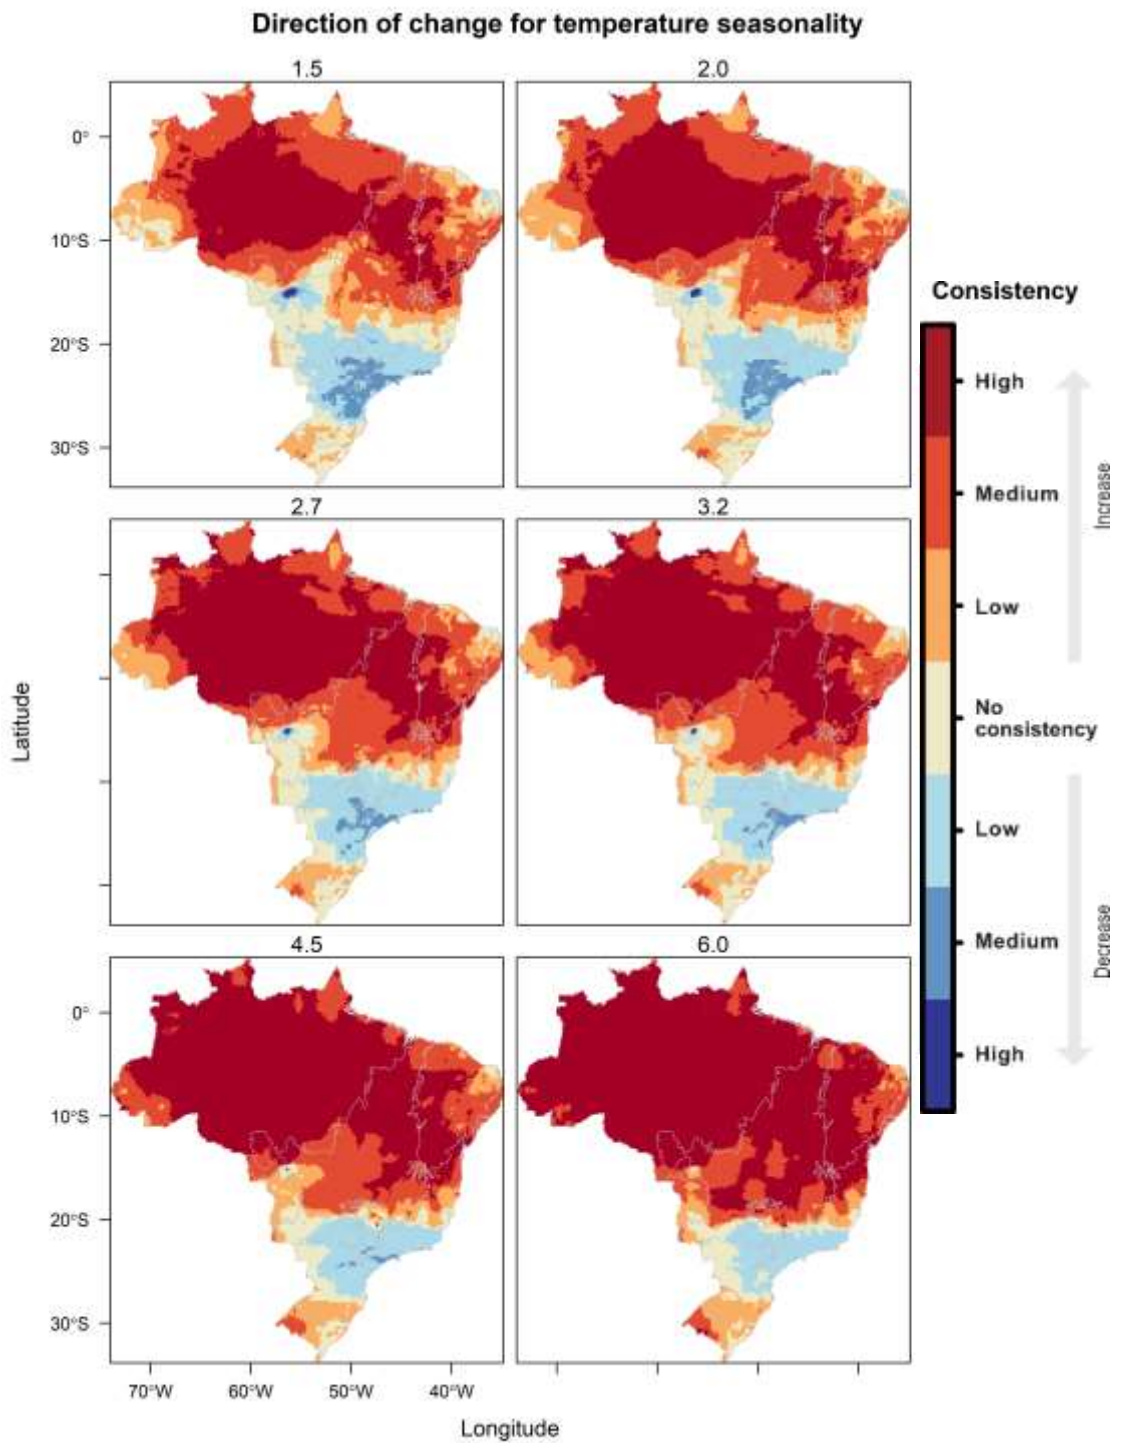 Direction of change for temperature seasonality
1.5
2.0
0°
10°S
20°S
30°S
2.7
3.2
Latitude
4.5
6.0
0°
10°S
20°S
30°S
70°W
60°W
50°W
40°W
Longitude
Consistency
High
Medium
Low
No
consistency
Low
Medium
High
Increase
Decrease